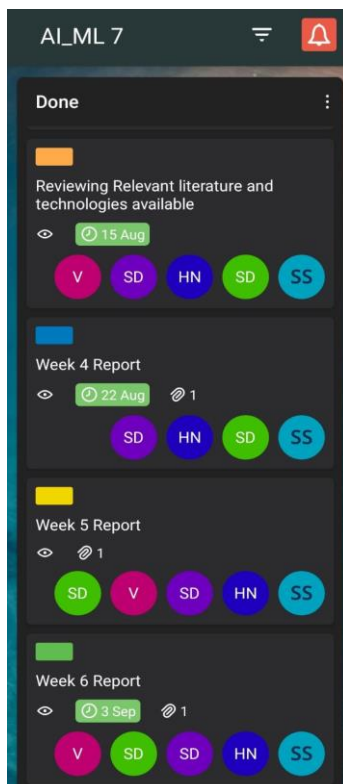 AI_ML 7
Done
Reviewing Relevant literature and
technologies available
15 Aug
V SD HN SD SS
Week 4 Report
22 Aug 1
SD HN SD SS
Week 5 Report
1
SD V SD HN SS
Week 6 Report
3 Sep 1
V SD SD HN SS